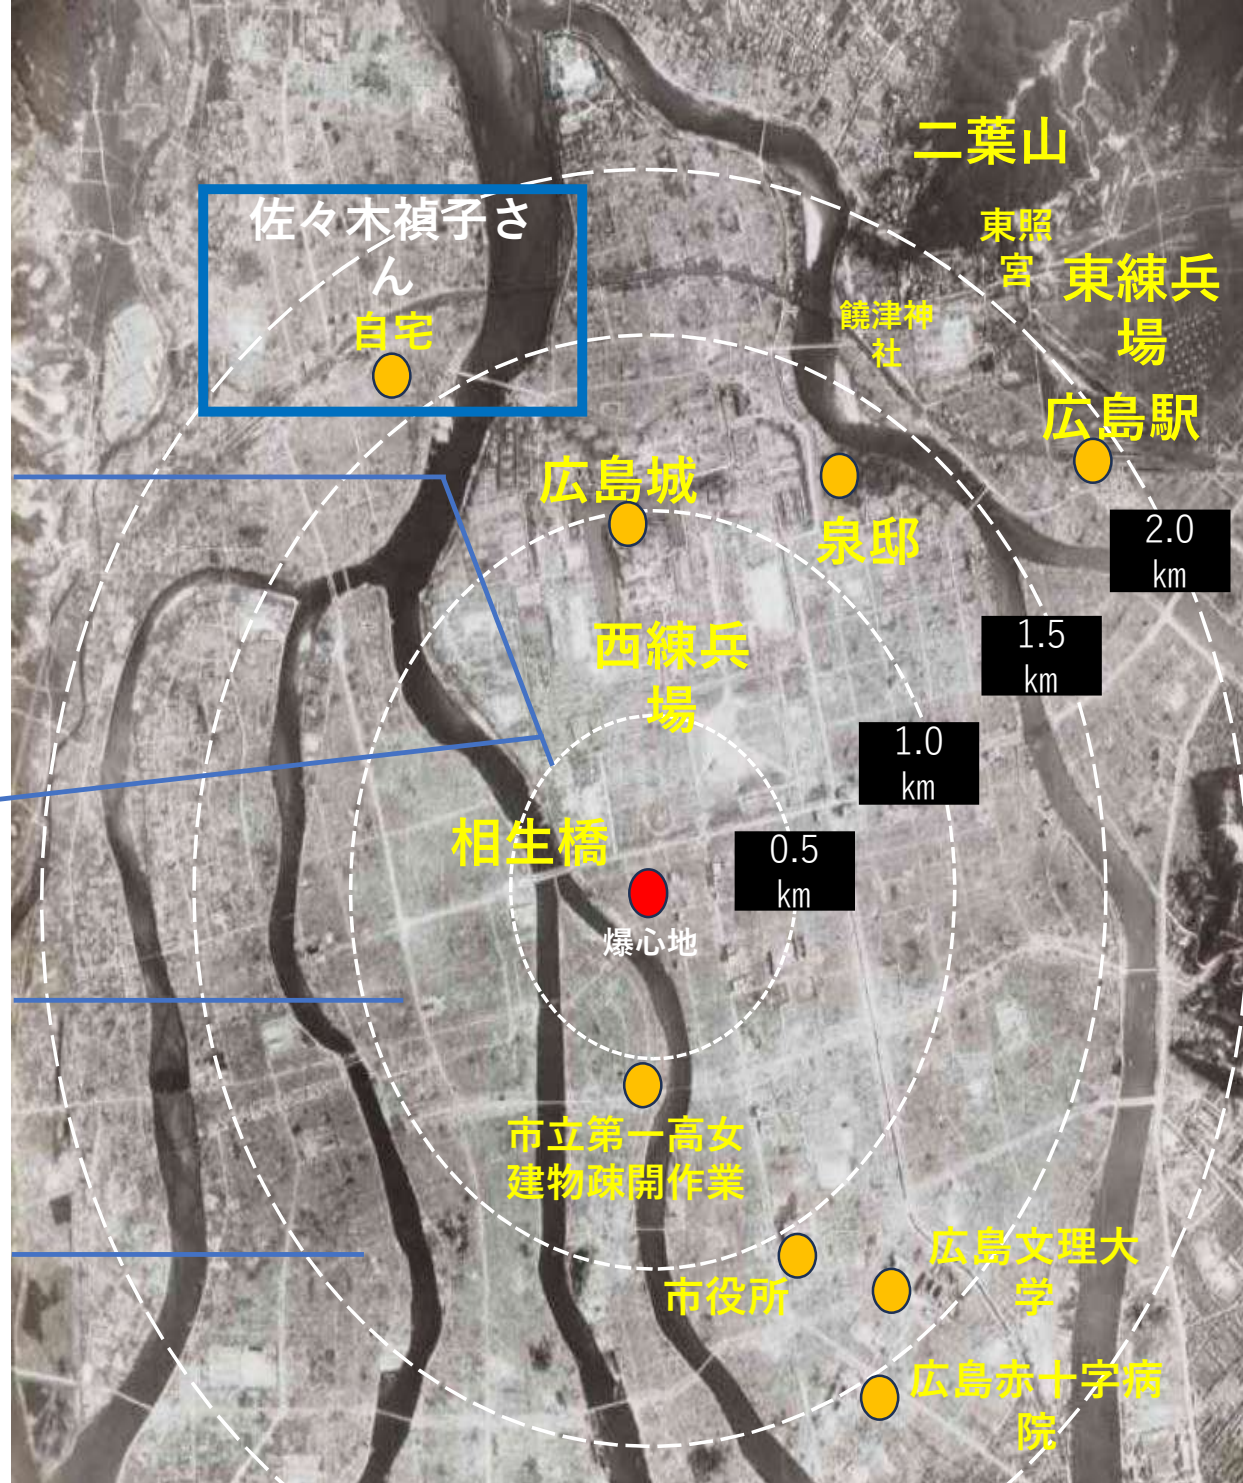 二葉山
佐々木禎子さ
ん
自宅
東照
宮
東練兵
場
饒津神
社
広島駅
広島城
泉邸
2.0
km
1.5
km
西練兵
場
1.0
km
相生橋
0.5
km
爆心地
市立第一高女
建物疎開作業
広島文理大
学
市役所
広島赤十字病
院